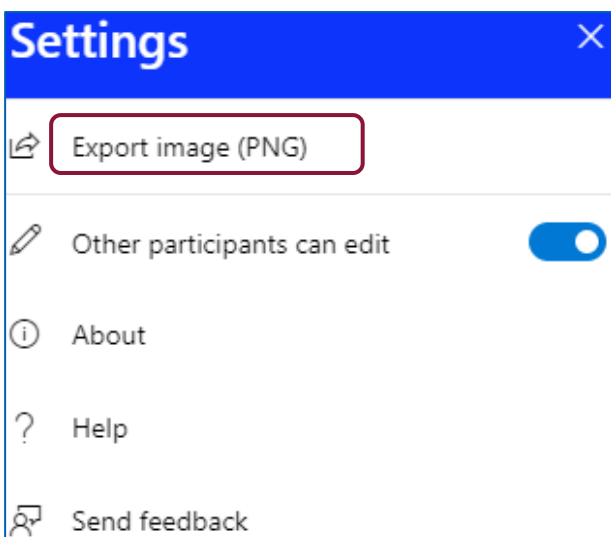 Settings
Export image (PNG)
Other participants can edit
About
Help
Send feedback